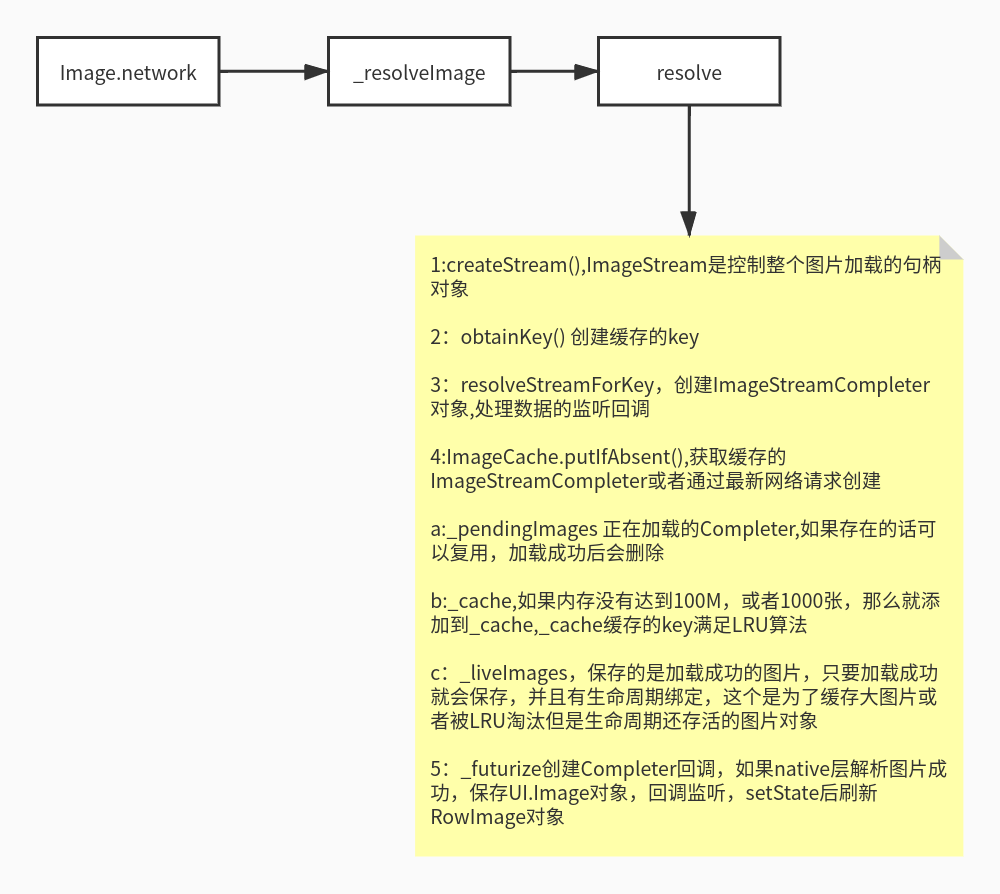 Image.network
_resolveImage
resolve
1:createStream(),ImageStream是控制整个图片加载的句柄
对象
2：obtainKey() 创建缓存的key
3：resolveStreamForKey，创建ImageStreamCompleter
对象,处理数据的监听回调
4:ImageCache.putIfAbsent(),获取缓存的
ImageStreamCompleter或者通过最新网络请求创建
a:_pendingImages 正在加载的Completer,如果存在的话可
以复用，加载成功后会删除
b:_cache,如果内存没有达到100M，或者1000张，那么就添
加到_cache,_cache缓存的key满足LRU算法
c：_liveImages，保存的是加载成功的图片，只要加载成功
就会保存，并且有生命周期绑定，这个是为了缓存大图片或
者被LRU淘汰但是生命周期还存活的图片对象
5：_futurize创建Completer回调，如果native层解析图片成
功，保存UI.Image对象，回调监听，setState后刷新
RowImage对象